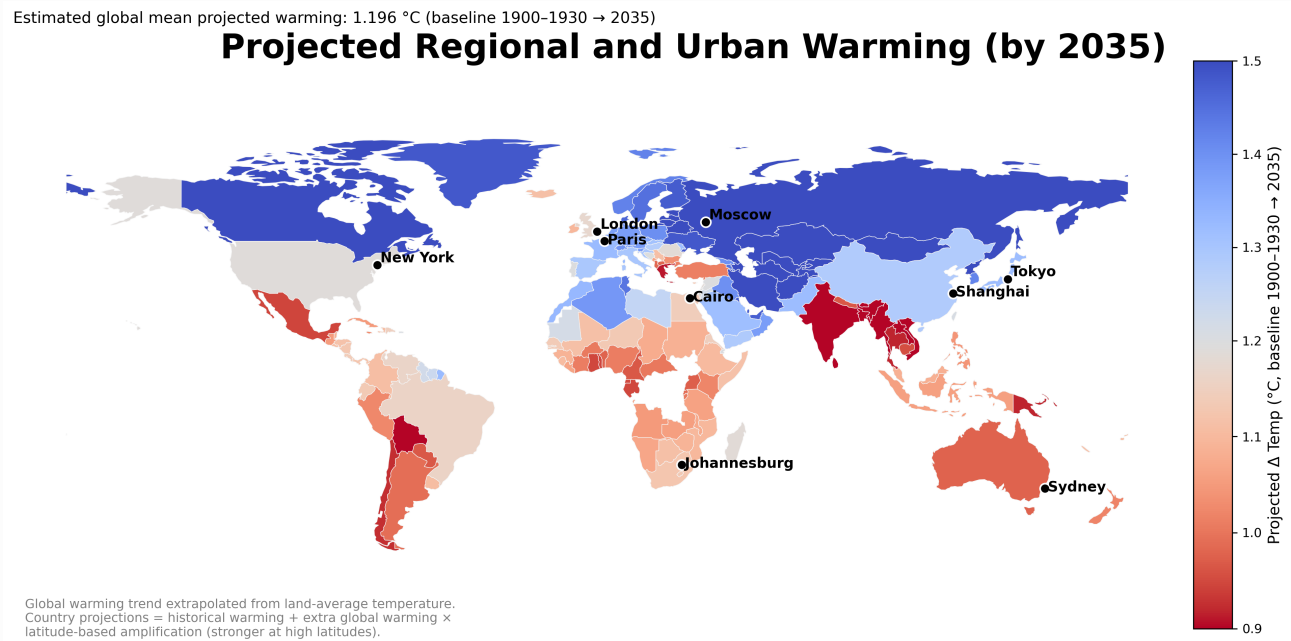 Estimated global mean projected warming: 1.196 °C (baseline 1900–1930 → 2035)
Projected Regional and Urban Warming (by 2035)
1.5
1.4
1.3
1.2
1.1
1.0
0.9
Projected Δ Temp (°C, baseline 1900–1930 → 2035)
Moscow
London
Paris
New York
Tokyo
Shanghai
Cairo
Johannesburg
Sydney
Global warming trend extrapolated from land-average temperature.
Country projections = historical warming + extra global warming ×
latitude-based amplification (stronger at high latitudes).